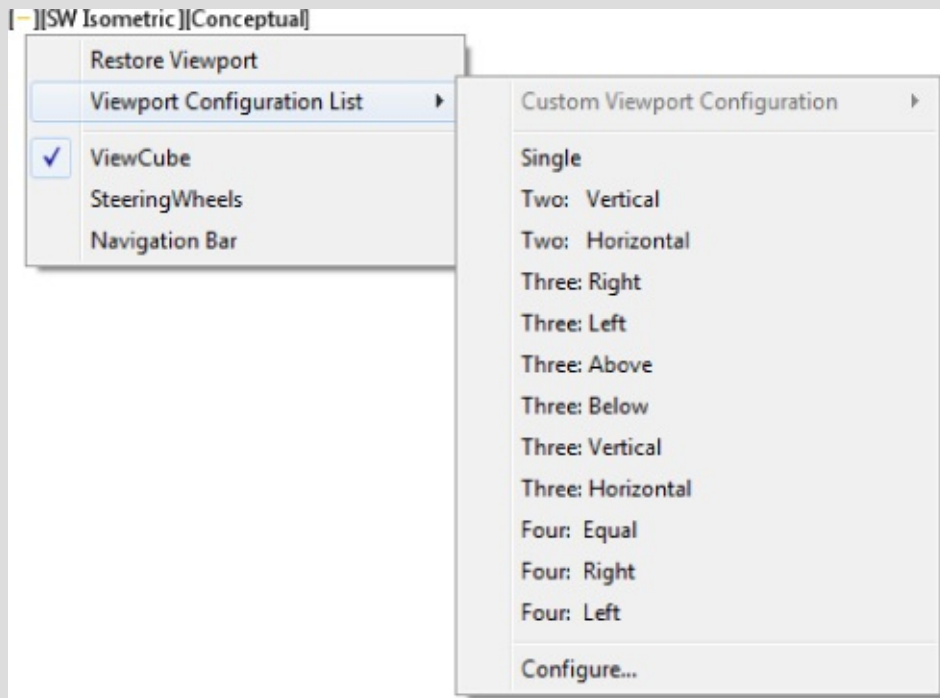 [−][SW Isometric][Conceptual]
Restore Viewport
Viewport Configuration List
ViewCube
SteeringWheels
Navigation Bar
Custom Viewport Configuration
Single
Two: Vertical
Two: Horizontal
Three: Right
Three: Left
Three: Above
Three: Below
Three: Vertical
Three: Horizontal
Four: Equal
Four: Right
Four: Left
Configure...